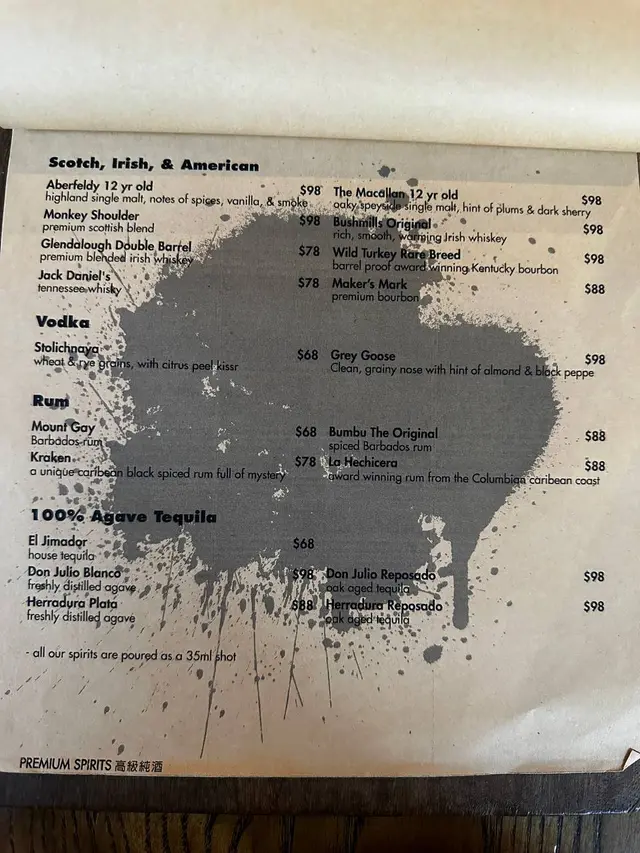 Scotch, Irish, & American
Aberfeldy 12 yr old $98
highland single malt, notes of spices, vanilla, & smoke
Monkey Shoulder $98
premium scottish blend
Glendalough Double Barrel $78
premium blended irish whiskey
Jack Daniel's $78
tennessee whisky
The Macallan 12 yr old $98
oaky speyside single malt, hint of plums & dark sherry
Bushmills Original $98
rich, smooth, warming Irish whiskey
Wild Turkey Rare Breed $98
barrel proof award winning Kentucky bourbon
Maker's Mark $88
premium bourbon
Vodka
Stolichnaya $68
wheat & rye grains, with citrus peel kissr
Grey Goose $98
Clean, grainy nose with hint of almond & black peppe
Rum
Mount Gay $68
Barbados rum
Kraken $78
a unique caribean black spiced rum full of mystery
Bumbu The Original $88
spiced Barbados rum
La Hechicera $88
award winning rum from the Columbian caribean coast
100% Agave Tequila
El Jimador $68
house tequila
Don Julio Blanco $98
freshly distilled agave
Herradura Plata $88
freshly distilled agave
Don Julio Reposado $98
oak aged tequila
Herradura Reposado $98
oak aged tequila
- all our spirits are poured as a 35ml shot
PREMIUM SPIRITS 高級純酒